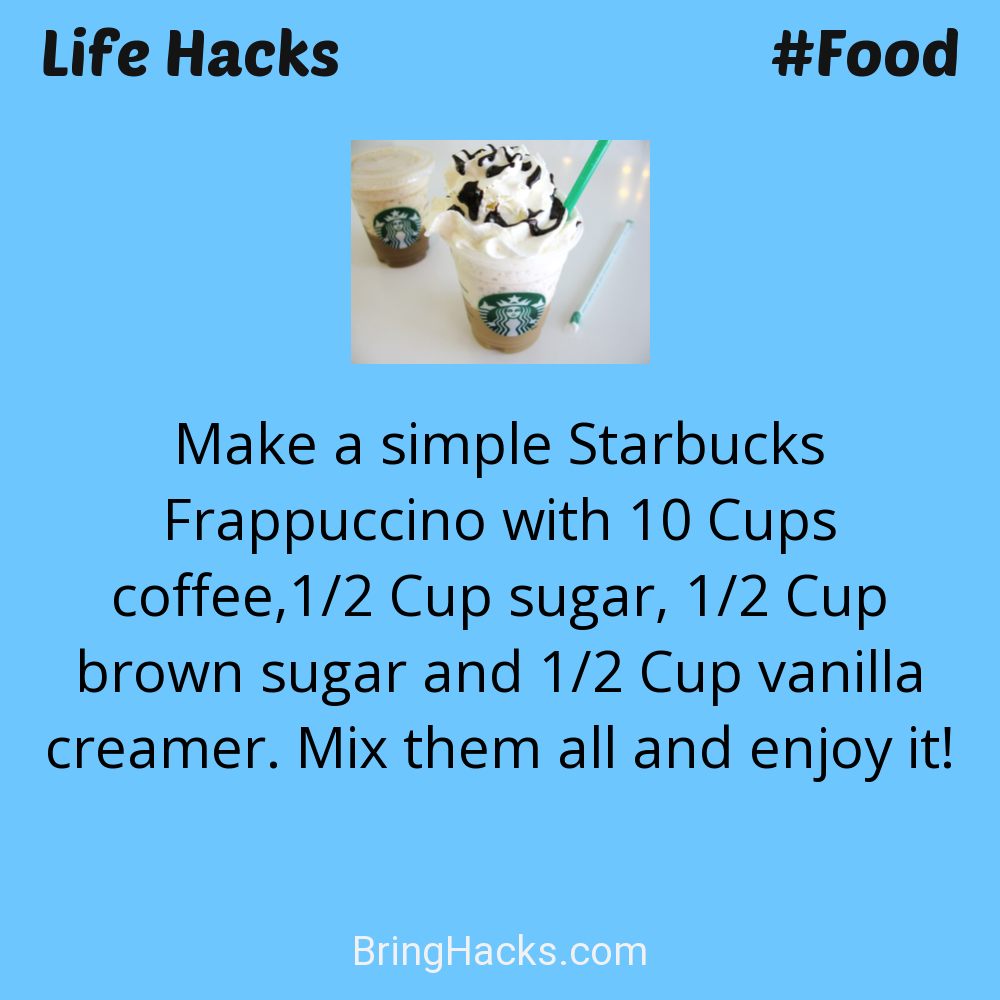 Life Hacks #Food
Make a simple Starbucks
Frappuccino with 10 Cups
coffee,1/2 Cup sugar, 1/2 Cup
brown sugar and 1/2 Cup vanilla
creamer. Mix them all and enjoy it!
BringHacks.com